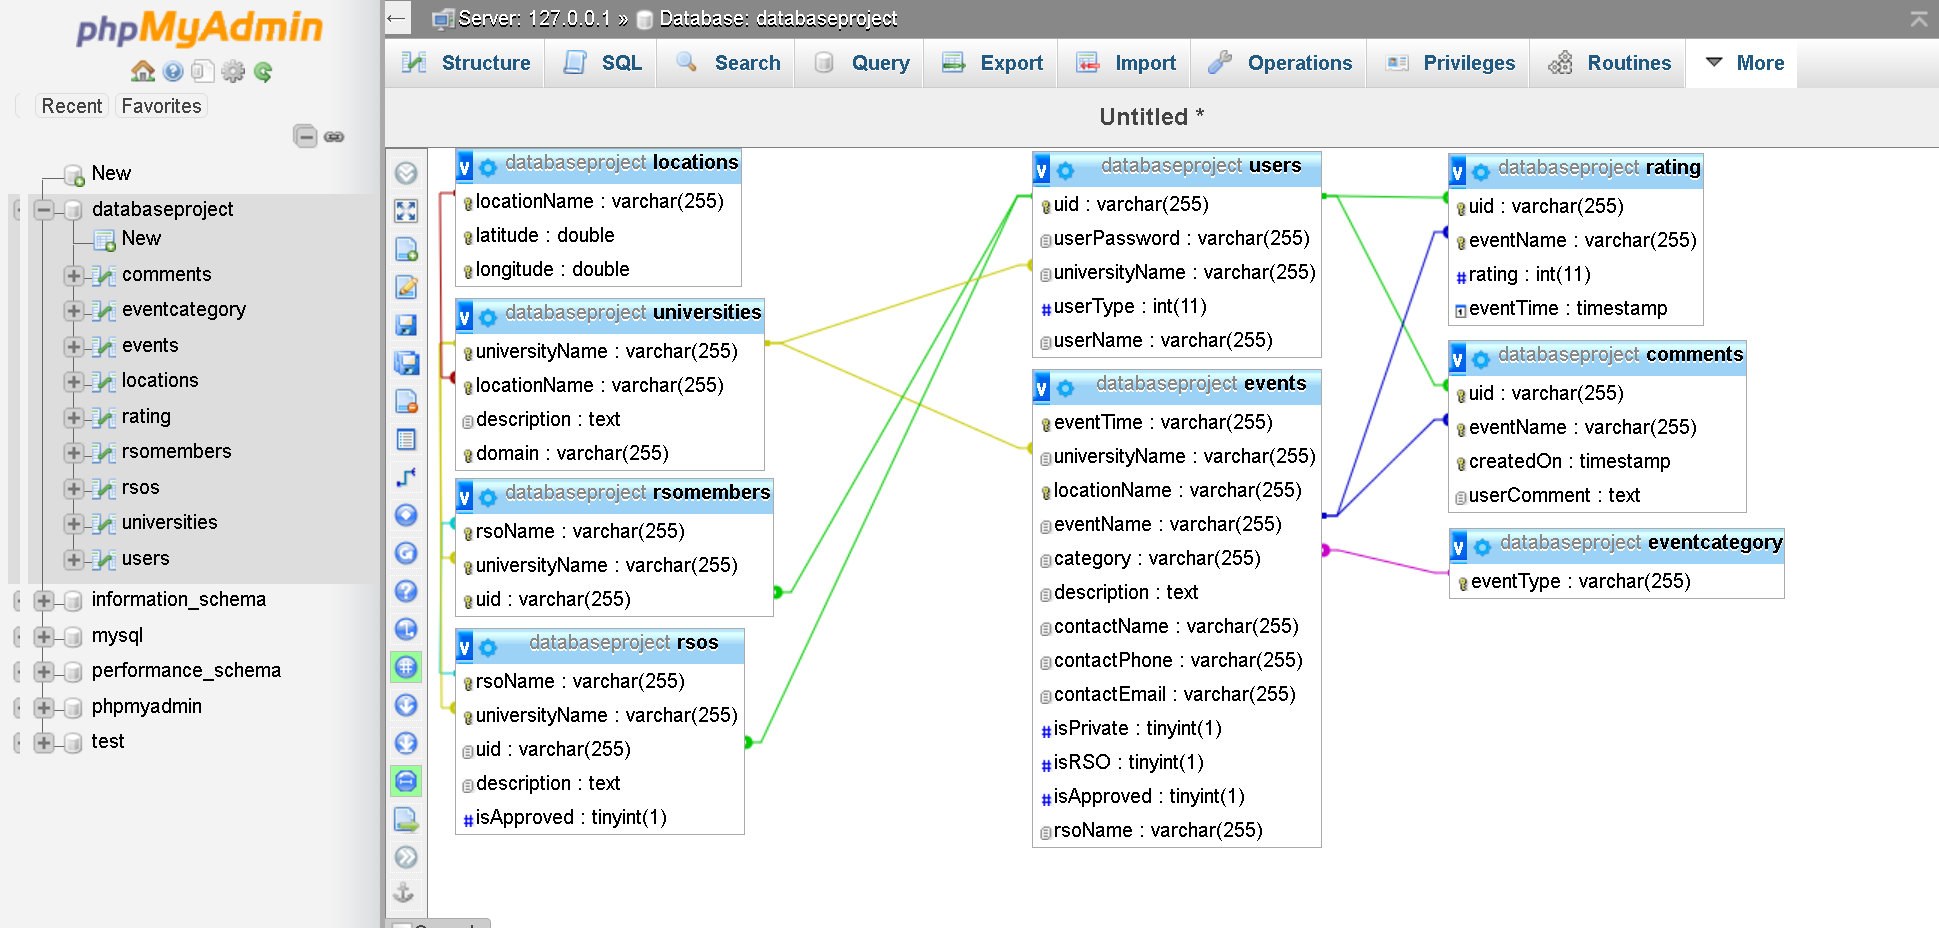 phpMyAdmin
Recent
Favorites
New
databaseproject
New
comments
eventcategory
events
locations
rating
rsomembers
rsos
universities
users
information_schema
mysql
performance_schema
phpmyadmin
test
Server: 127.0.0.1 » Database: databaseproject
Structure
SQL
Search
Query
Export
Import
Operations
Privileges
Routines
More
Untitled *
v databaseproject locations
locationName : varchar(255)
latitude : double
longitude : double
v databaseproject universities
universityName : varchar(255)
locationName : varchar(255)
description : text
domain : varchar(255)
v databaseproject rsomembers
rsoName : varchar(255)
universityName : varchar(255)
uid : varchar(255)
v databaseproject rsos
rsoName : varchar(255)
universityName : varchar(255)
uid : varchar(255)
description : text
# isApproved : tinyint(1)
v databaseproject users
uid : varchar(255)
userPassword : varchar(255)
universityName : varchar(255)
# userType : int(11)
userName : varchar(255)
v databaseproject events
eventTime : varchar(255)
universityName : varchar(255)
locationName : varchar(255)
eventName : varchar(255)
category : varchar(255)
description : text
contactName : varchar(255)
contactPhone : varchar(255)
contactEmail : varchar(255)
# isPrivate : tinyint(1)
# isRSO : tinyint(1)
# isApproved : tinyint(1)
rsoName : varchar(255)
v databaseproject rating
uid : varchar(255)
eventName : varchar(255)
# rating : int(11)
eventTime : timestamp
v databaseproject comments
uid : varchar(255)
eventName : varchar(255)
createdOn : timestamp
userComment : text
v databaseproject eventcategory
eventType : varchar(255)